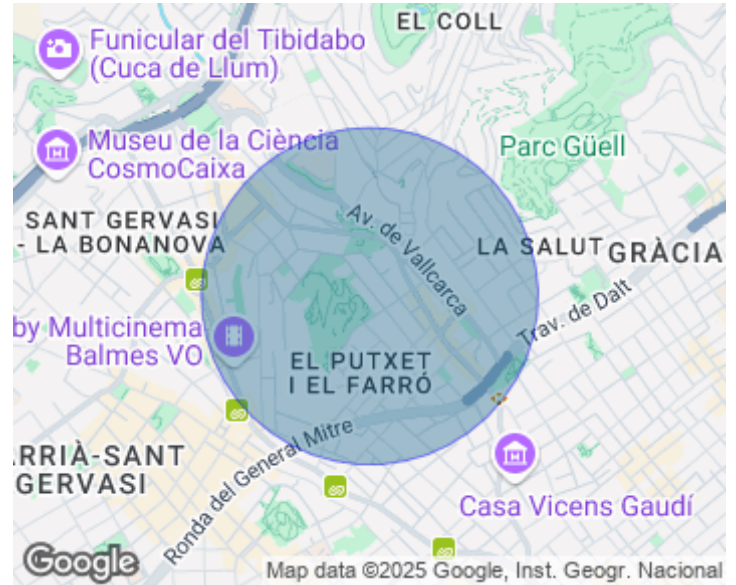 EL COLL
Funicular del Tibidabo
(Cuca de Llum)
Museu de la Ciència
CosmoCaixa
Parc Güell
SANT GERVASI
- LA BONANOVA
Av. de Vallcarca
LA SALUT
GRÀCIA
Trav. de Dalt
by Multicinema
Balmes VO
EL PUTXET
I EL FARRÓ
Ronda del General Mitre
RRIÀ-SANT
GERVASI
Casa Vicens Gaudí
Google
Map data ©2025 Google, Inst. Geogr. Nacional